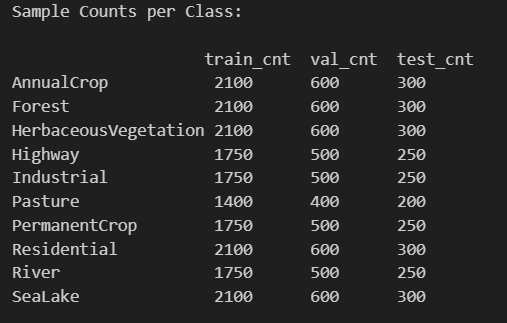 Sample Counts per Class:
train_cnt val_cnt test_cnt
AnnualCrop 2100 600 300
Forest 2100 600 300
HerbaceousVegetation 2100 600 300
Highway 1750 500 250
Industrial 1750 500 250
Pasture 1400 400 200
PermanentCrop 1750 500 250
Residential 2100 600 300
River 1750 500 250
SeaLake 2100 600 300